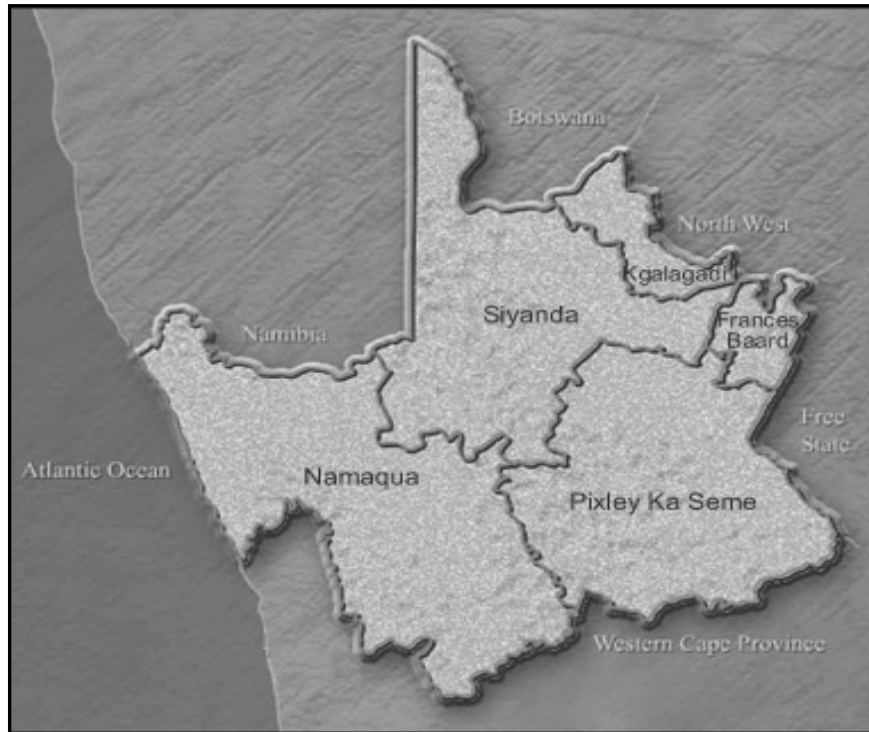 Botswana
North West
Kgalagadi
Siyanda
Frances
Baard
Namibia
Free
State
Atlantic Ocean
Namaqua
Pixley Ka Seme
Western Cape Province